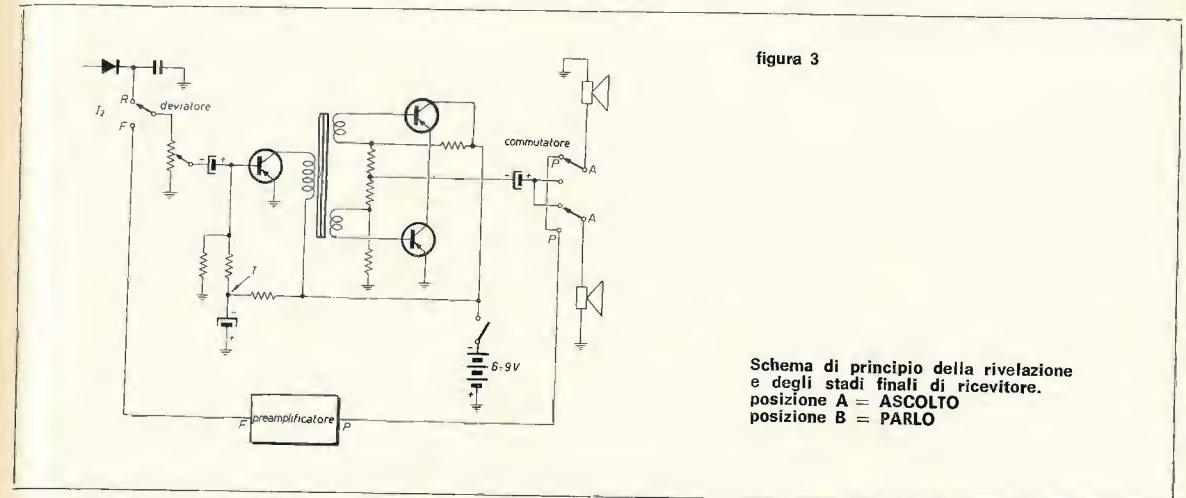 figura 3
R
deviatore
I2
F
- +
T
-
+
commutatore
P
A
- +
A
P
-
6÷9V
+
F
preamplificatore
P
Schema di principio della rivelazione
e degli stadi finali di ricevitore.
posizione A = ASCOLTO
posizione B = PARLO